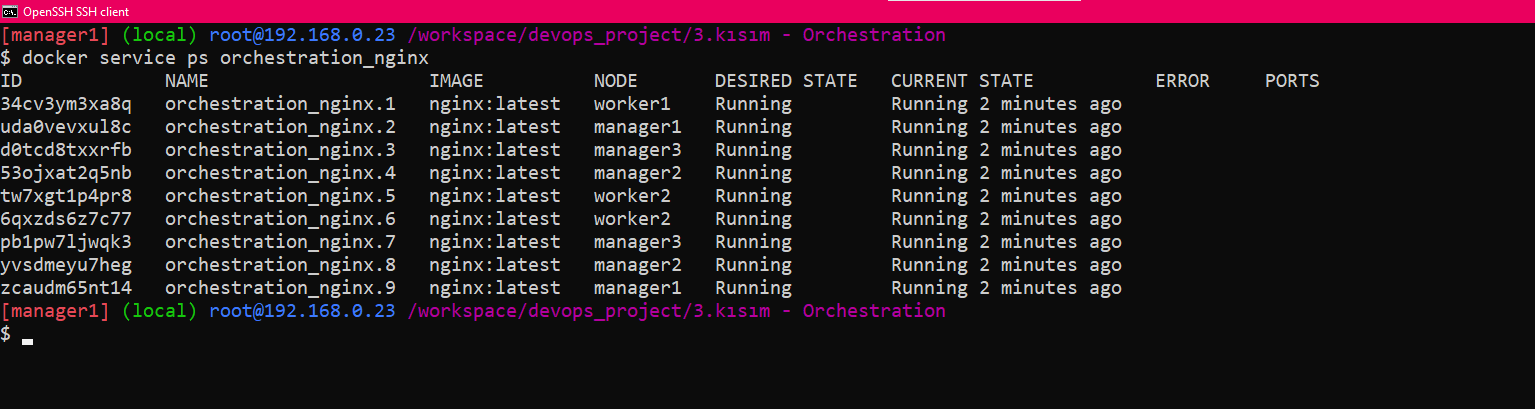 OpenSSH SSH client
[manager1] (local) root@192.168.0.23 /workspace/devops_project/3.kısım - Orchestration
$ docker service ps orchestration_nginx
ID NAME IMAGE NODE DESIRED STATE CURRENT STATE ERROR PORTS
34cv3ym3xa8q orchestration_nginx.1 nginx:latest worker1 Running Running 2 minutes ago
uda0vevxul8c orchestration_nginx.2 nginx:latest manager1 Running Running 2 minutes ago
d0tcd8txxrfb orchestration_nginx.3 nginx:latest manager3 Running Running 2 minutes ago
53ojxat2q5nb orchestration_nginx.4 nginx:latest manager2 Running Running 2 minutes ago
tw7xgt1p4pr8 orchestration_nginx.5 nginx:latest worker2 Running Running 2 minutes ago
6qxzds6z7c77 orchestration_nginx.6 nginx:latest worker2 Running Running 2 minutes ago
pb1pw7ljwqk3 orchestration_nginx.7 nginx:latest manager3 Running Running 2 minutes ago
yvsdmeyu7heg orchestration_nginx.8 nginx:latest manager2 Running Running 2 minutes ago
zcaudm65nt14 orchestration_nginx.9 nginx:latest manager1 Running Running 2 minutes ago
[manager1] (local) root@192.168.0.23 /workspace/devops_project/3.kısım - Orchestration
$